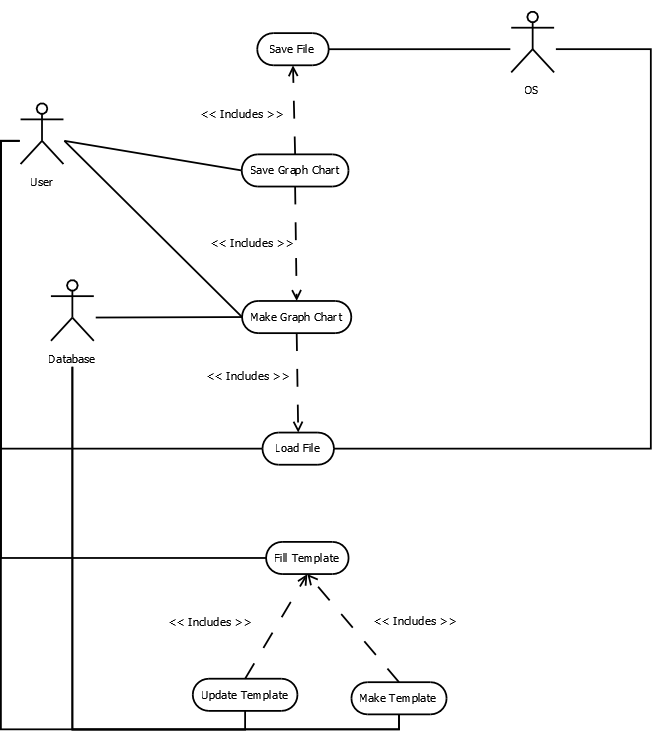 Save File
OS
<< Includes >>
User
Save Graph Chart
<< Includes >>
Make Graph Chart
Database
<< Includes >>
Load File
Fill Template
<< Includes >>
<< Includes >>
Update Template
Make Template